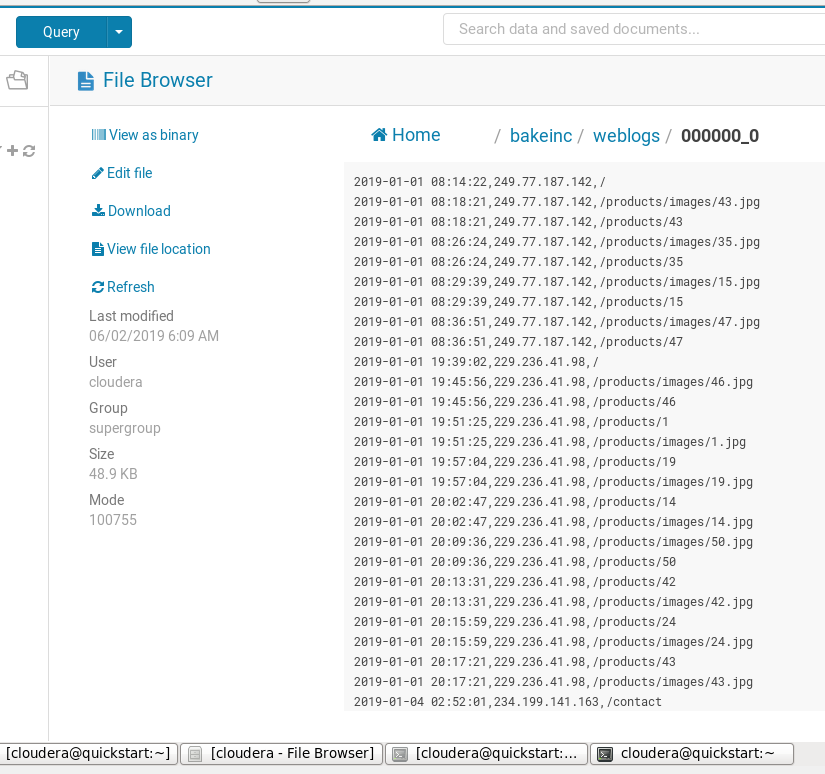 Query
Search data and saved documents...
File Browser
View as binary
Edit file
Download
View file location
Refresh
Last modified
06/02/2019 6:09 AM
User
cloudera
Group
supergroup
Size
48.9 KB
Mode
100755
Home / bakeinc / weblogs / 000000_0
2019-01-01 08:14:22,249.77.187.142,/
2019-01-01 08:18:21,249.77.187.142,/products/images/43.jpg
2019-01-01 08:18:21,249.77.187.142,/products/43
2019-01-01 08:26:24,249.77.187.142,/products/images/35.jpg
2019-01-01 08:26:24,249.77.187.142,/products/35
2019-01-01 08:29:39,249.77.187.142,/products/images/15.jpg
2019-01-01 08:29:39,249.77.187.142,/products/15
2019-01-01 08:36:51,249.77.187.142,/products/images/47.jpg
2019-01-01 08:36:51,249.77.187.142,/products/47
2019-01-01 19:39:02,229.236.41.98,/
2019-01-01 19:45:56,229.236.41.98,/products/images/46.jpg
2019-01-01 19:45:56,229.236.41.98,/products/46
2019-01-01 19:51:25,229.236.41.98,/products/1
2019-01-01 19:51:25,229.236.41.98,/products/images/1.jpg
2019-01-01 19:57:04,229.236.41.98,/products/19
2019-01-01 19:57:04,229.236.41.98,/products/images/19.jpg
2019-01-01 20:02:47,229.236.41.98,/products/14
2019-01-01 20:02:47,229.236.41.98,/products/images/14.jpg
2019-01-01 20:09:36,229.236.41.98,/products/images/50.jpg
2019-01-01 20:09:36,229.236.41.98,/products/50
2019-01-01 20:13:31,229.236.41.98,/products/42
2019-01-01 20:13:31,229.236.41.98,/products/images/42.jpg
2019-01-01 20:15:59,229.236.41.98,/products/24
2019-01-01 20:15:59,229.236.41.98,/products/images/24.jpg
2019-01-01 20:17:21,229.236.41.98,/products/43
2019-01-01 20:17:21,229.236.41.98,/products/images/43.jpg
2019-01-04 02:52:01,234.199.141.163,/contact
[cloudera@quickstart:~] [cloudera - File Browser] [cloudera@quickstart:... cloudera@quickstart:~